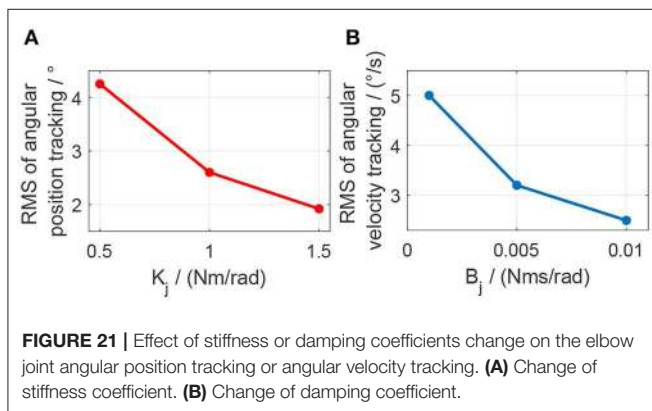 A
RMS of angular
position tracking / °
4
3
2
0.5
1
1.5
K_j / (Nm/rad)
B
RMS of angular
velocity tracking / (°/s)
5
4
3
0
0.005
0.01
B_j / (Nms/rad)
FIGURE 21 | Effect of stiffness or damping coefficients change on the elbow
joint angular position tracking or angular velocity tracking. (A) Change of
stiffness coefficient. (B) Change of damping coefficient.